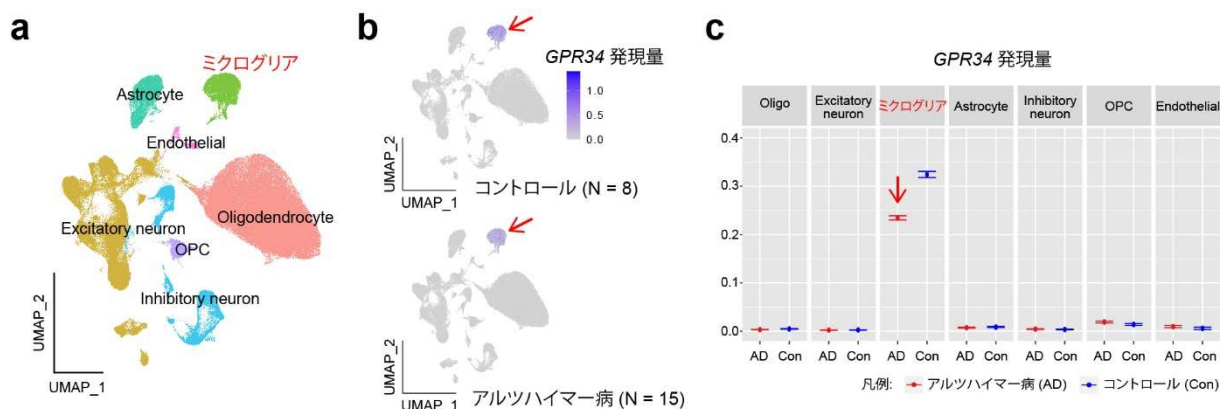 a
ミクログリア
Astrocyte
Endothelial
Excitatory neuron
Oligodendrocyte
OPC
Inhibitory neuron
UMAP_2
UMAP_1
b
GPR34 発現量
1.0
0.5
0.0
UMAP_2
UMAP_1
コントロール (N = 8)
UMAP_2
UMAP_1
アルツハイマー病 (N = 15)
c
GPR34 発現量
Oligo
Excitatory
neuron
ミクログリア
Astrocyte
Inhibitory
neuron
OPC
Endothelial
0.4
0.3
0.2
0.1
0.0
AD Con AD Con AD Con AD Con AD Con AD Con AD Con
凡例: アルツハイマー病 (AD) コントロール (Con)